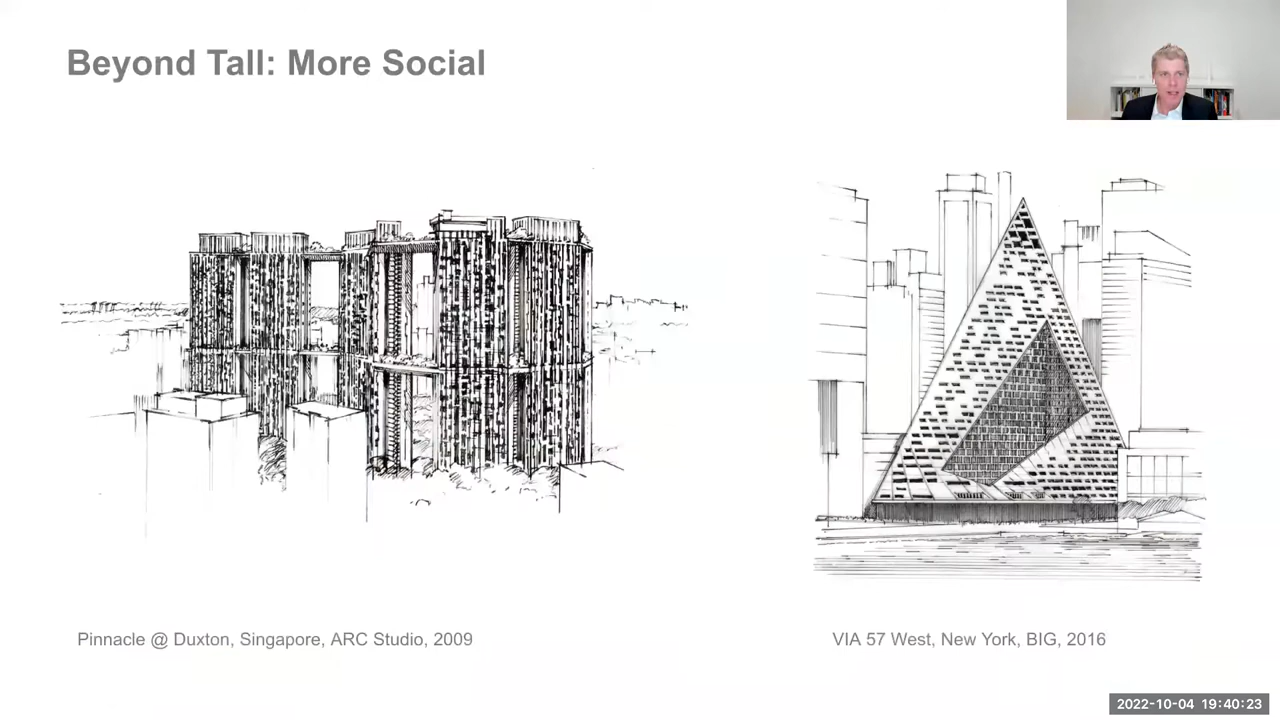 Beyond Tall: More Social
Pinnacle @ Duxton, Singapore, ARC Studio, 2009
VIA 57 West, New York, BIG, 2016
2022-10-04 19:40:23